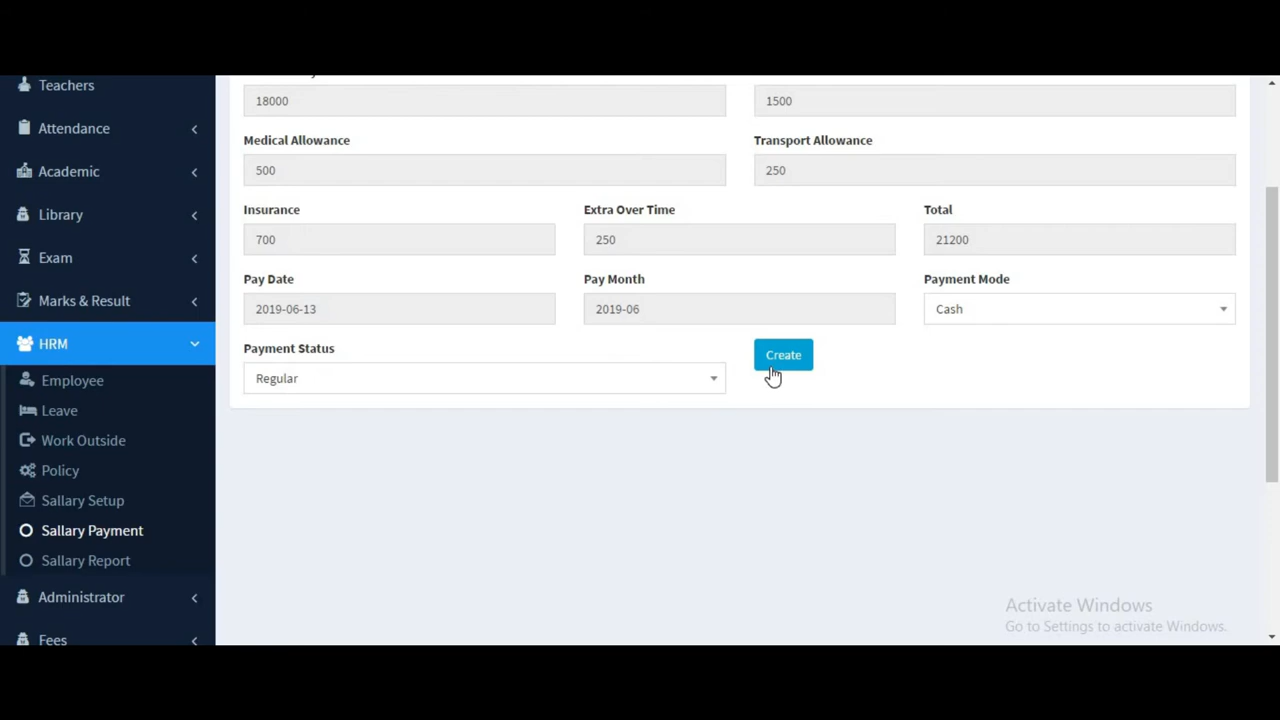 Teachers
Attendance
Academic
Library
Exam
Marks & Result
HRM
Employee
Leave
Work Outside
Policy
Sallary Setup
Sallary Payment
Sallary Report
Administrator
Fees
18000 1500
Medical Allowance Transport Allowance
500 250
Insurance Extra Over Time Total
700 250 21200
Pay Date Pay Month Payment Mode
2019-06-13 2019-06 Cash
Payment Status Create
Regular
Activate Windows
Go to Settings to activate Windows.